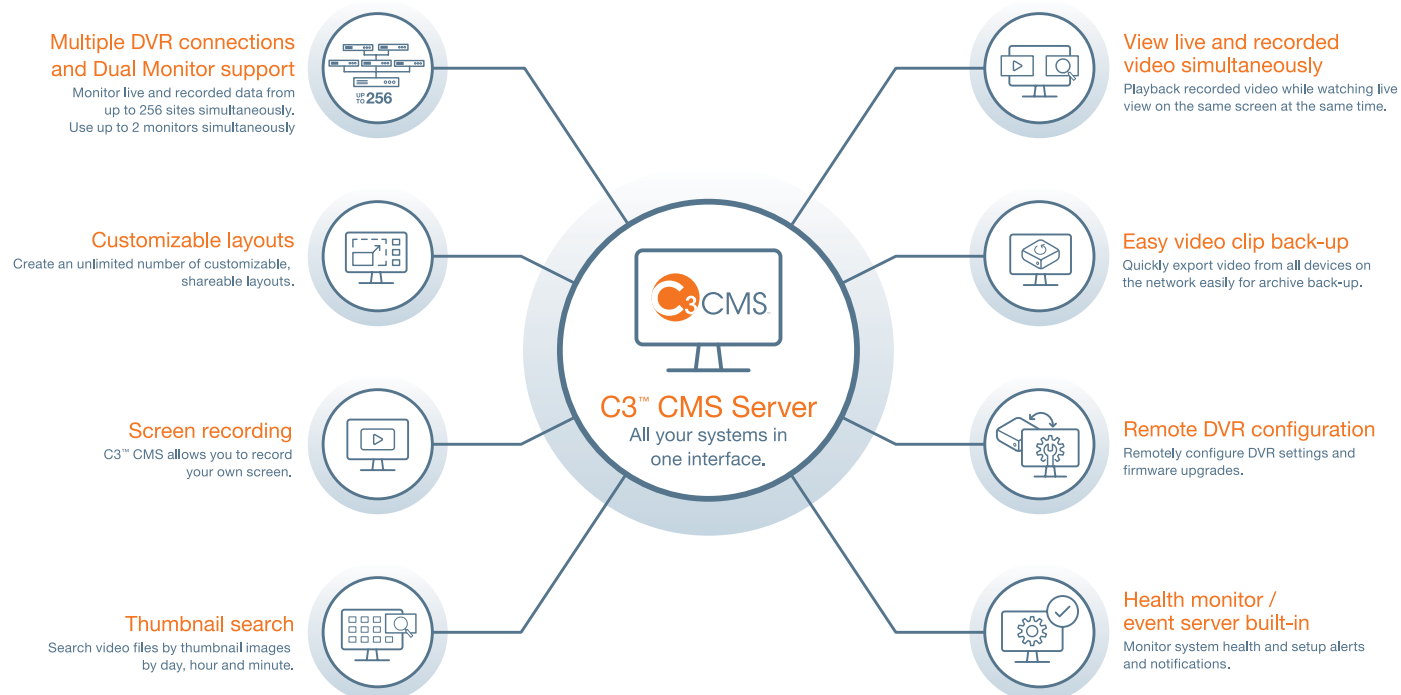 Multiple DVR connections
and Dual Monitor support
Monitor live and recorded data from
up to 256 sites simultaneously.
Use up to 2 monitors simultaneously
UP TO 256
Customizable layouts
Create an unlimited number of customizable,
shareable layouts.
Screen recording
C3™ CMS allows you to record
your own screen.
Thumbnail search
Search video files by thumbnail images
by day, hour and minute.
C3CMS
C3™ CMS Server
All your systems in
one interface.
View live and recorded
video simultaneously
Playback recorded video while watching live
view on the same screen at the same time.
Easy video clip back-up
Quickly export video from all devices on
the network easily for archive back-up.
Remote DVR configuration
Remotely configure DVR settings and
firmware upgrades.
Health monitor /
event server built-in
Monitor system health and setup alerts
and notifications.